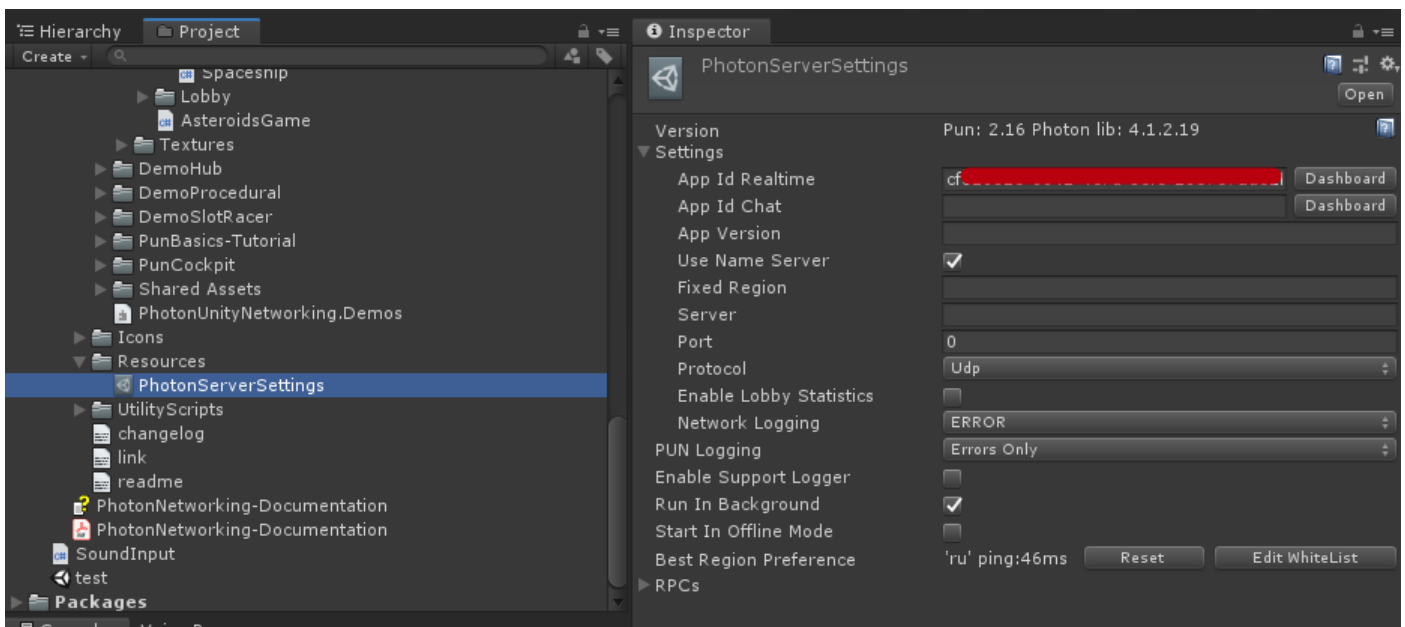 Hierarchy
Project
Create
Spaceship
Lobby
AsteroidsGame
Textures
DemoHub
DemoProcedural
DemoSlotRacer
PunBasics-Tutorial
PunCockpit
Shared Assets
PhotonUnityNetworking.Demos
Icons
Resources
PhotonServerSettings
UtilityScripts
changelog
link
readme
PhotonNetworking-Documentation
PhotonNetworking-Documentation
SoundInput
test
Packages
Inspector
PhotonServerSettings
Open
Version Pun: 2.16 Photon lib: 4.1.2.19
Settings
App Id Realtime Dashboard
App Id Chat Dashboard
App Version
Use Name Server
Fixed Region
Server
Port 0
Protocol Udp
Enable Lobby Statistics
Network Logging ERROR
PUN Logging Errors Only
Enable Support Logger
Run In Background
Start In Offline Mode
Best Region Preference 'ru' ping:46ms Reset Edit WhiteList
RPCs